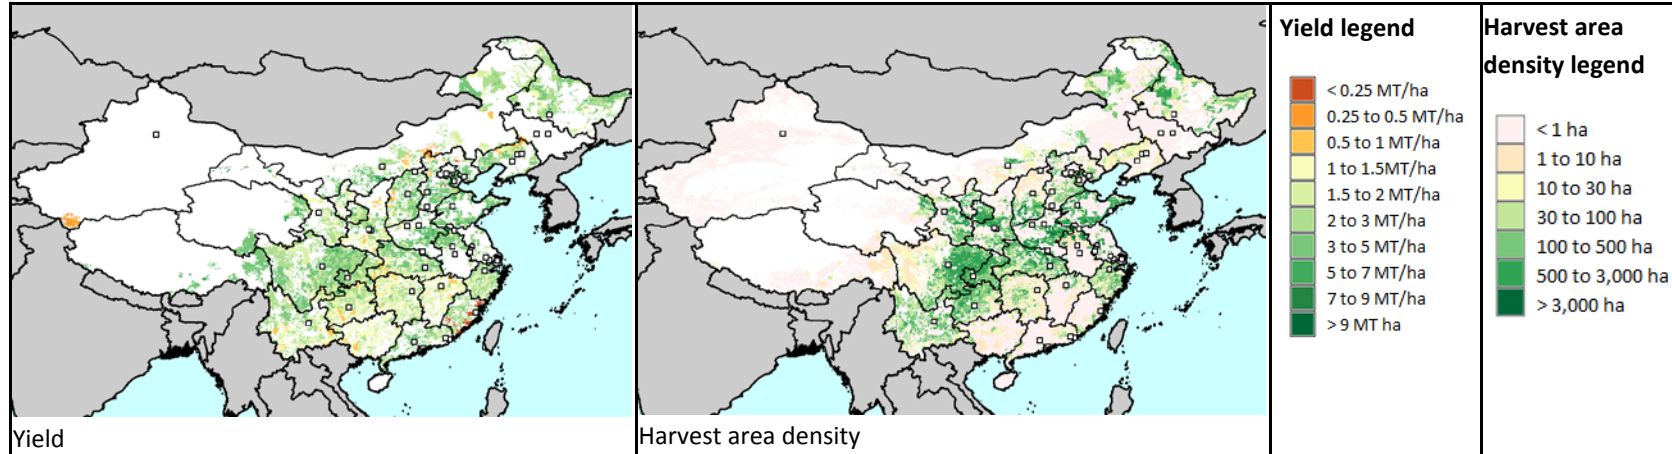 Yield legend
< 0.25 MT/ha
0.25 to 0.5 MT/ha
0.5 to 1 MT/ha
1 to 1.5MT/ha
1.5 to 2 MT/ha
2 to 3 MT/ha
3 to 5 MT/ha
5 to 7 MT/ha
7 to 9 MT/ha
> 9 MT ha
Harvest area
density legend
< 1 ha
1 to 10 ha
10 to 30 ha
30 to 100 ha
100 to 500 ha
500 to 3,000 ha
> 3,000 ha
Yield
Harvest area density